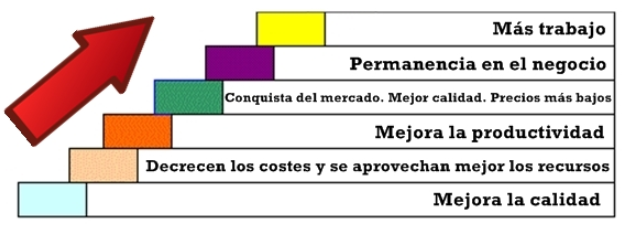 Más trabajo
Permanencia en el negocio
Conquista del mercado. Mejor calidad. Precios más bajos
Mejora la productividad
Decrecen los costes y se aprovechan mejor los recursos
Mejora la calidad